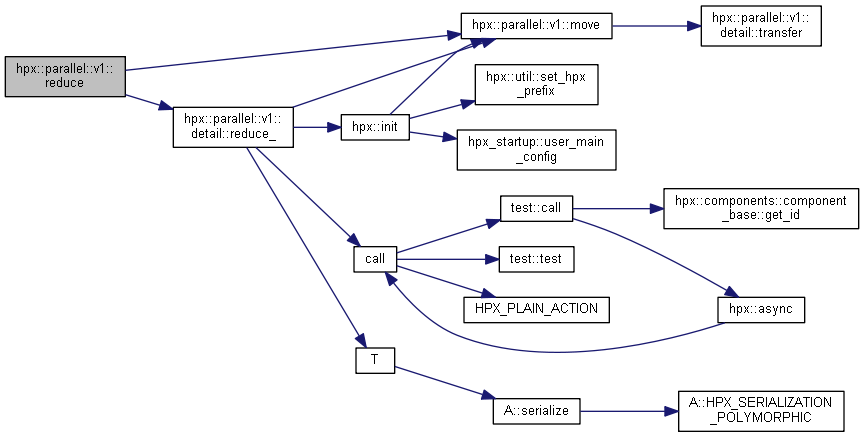 hpx::parallel::v1::
reduce
hpx::parallel::v1::
detail::reduce_
hpx::parallel::v1::move
hpx::parallel::v1::
detail::transfer
hpx::init
hpx::util::set_hpx
_prefix
hpx_startup::user_main
_config
call
test::call
hpx::components::component
_base::get_id
test::test
HPX_PLAIN_ACTION
hpx::async
T
A::serialize
A::HPX_SERIALIZATION
_POLYMORPHIC